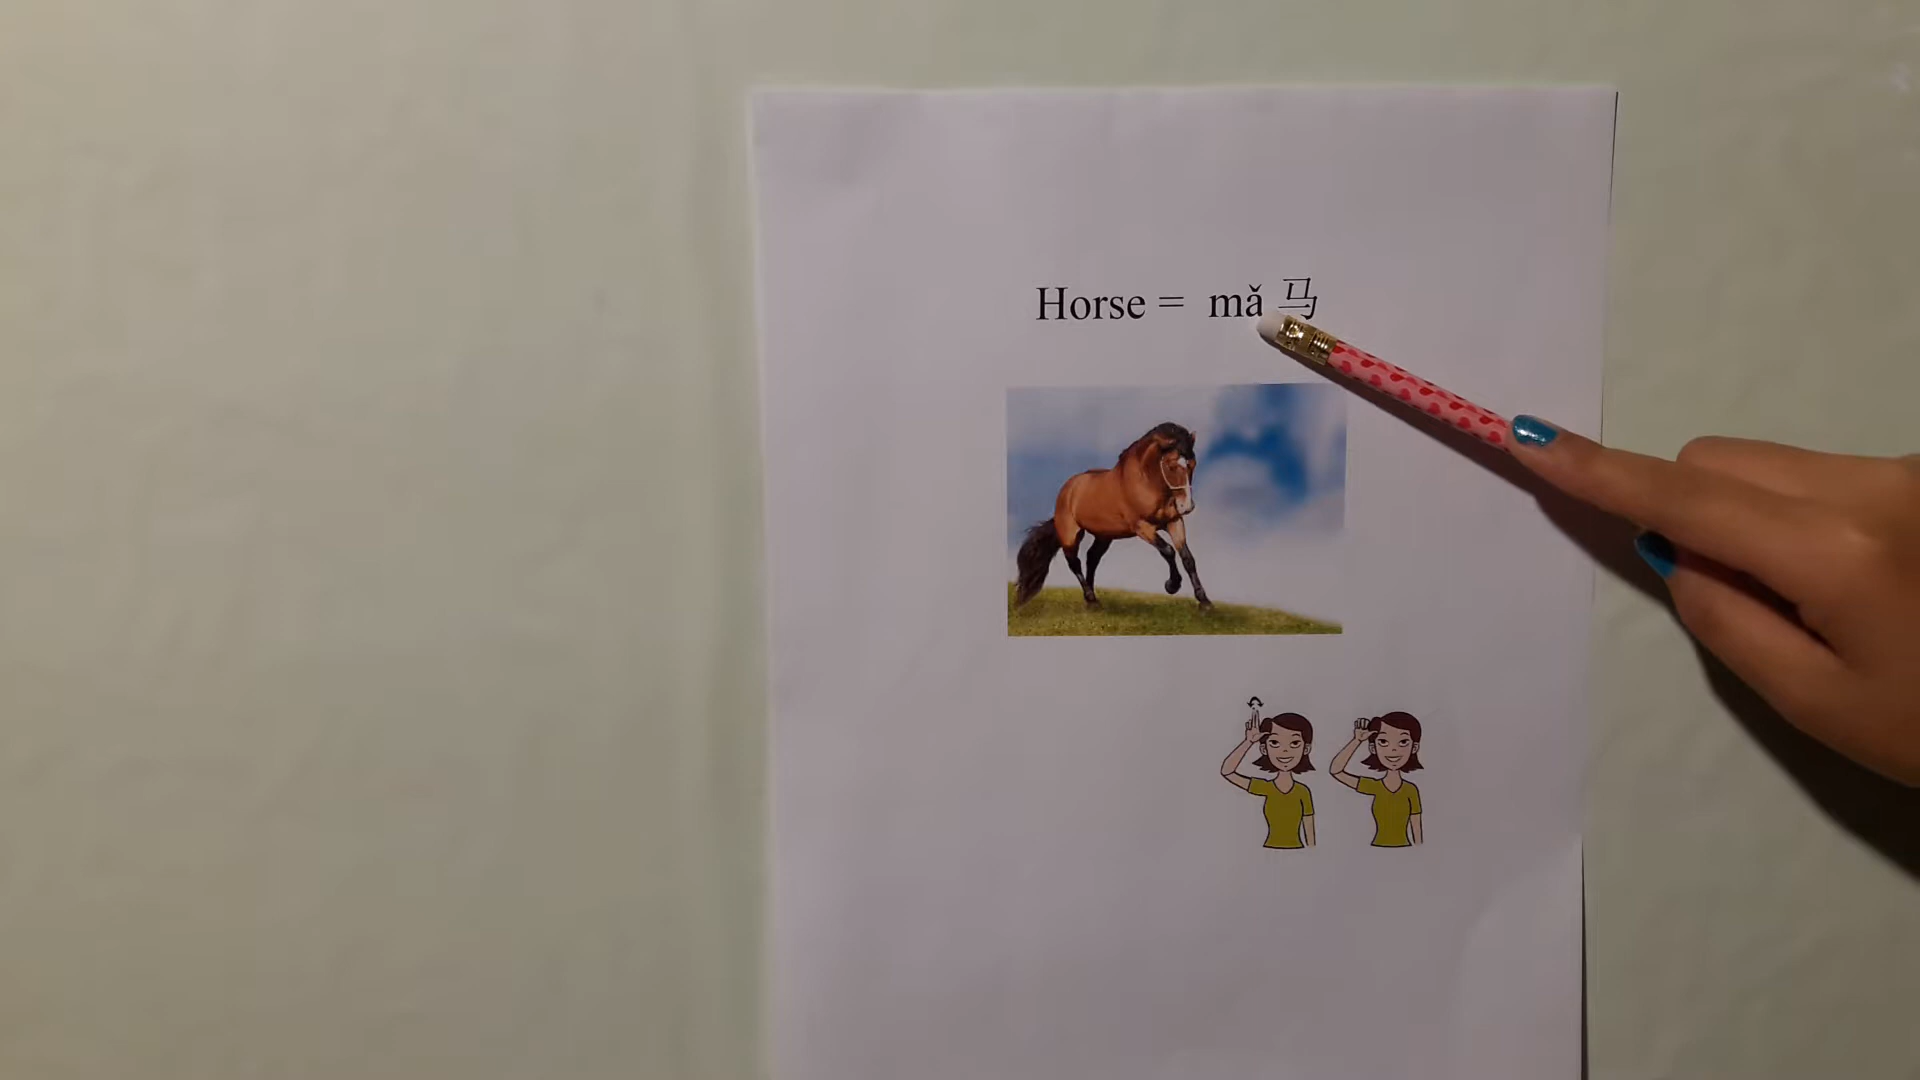 Horse = mǎ 马